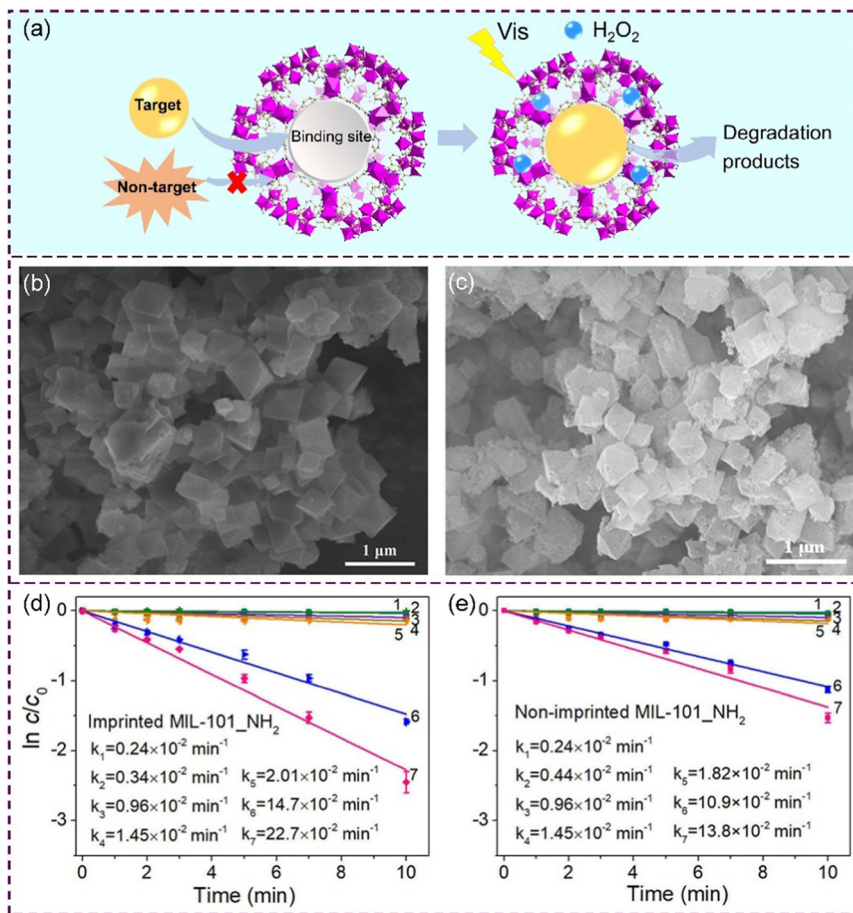 (a)
Vis
H₂O₂
Target
Binding site
Non-target
Degradation
products
(b)
1 μm
(c)
1 μm
(d)
0
-1
-2
-3
ln c/c₀
1
2
3
5 4
6
7
Imprinted MIL-101_NH₂
k₁=0.24×10⁻² min⁻¹
k₂=0.34×10⁻² min⁻¹
k₃=0.96×10⁻² min⁻¹
k₄=1.45×10⁻² min⁻¹
k₅=2.01×10⁻² min⁻¹
k₆=14.7×10⁻² min⁻¹
k₇=22.7×10⁻² min⁻¹
0 2 4 6 8 10
Time (min)
(e)
0
-1
-2
-3
ln c/c₀
1
2
3
5 4
6
7
Non-imprinted MIL-101_NH₂
k₁=0.24×10⁻² min⁻¹
k₂=0.44×10⁻² min⁻¹
k₃=0.96×10⁻² min⁻¹
k₄=1.45×10⁻² min⁻¹
k₅=1.82×10⁻² min⁻¹
k₆=10.9×10⁻² min⁻¹
k₇=13.8×10⁻² min⁻¹
0 2 4 6 8 10
Time (min)